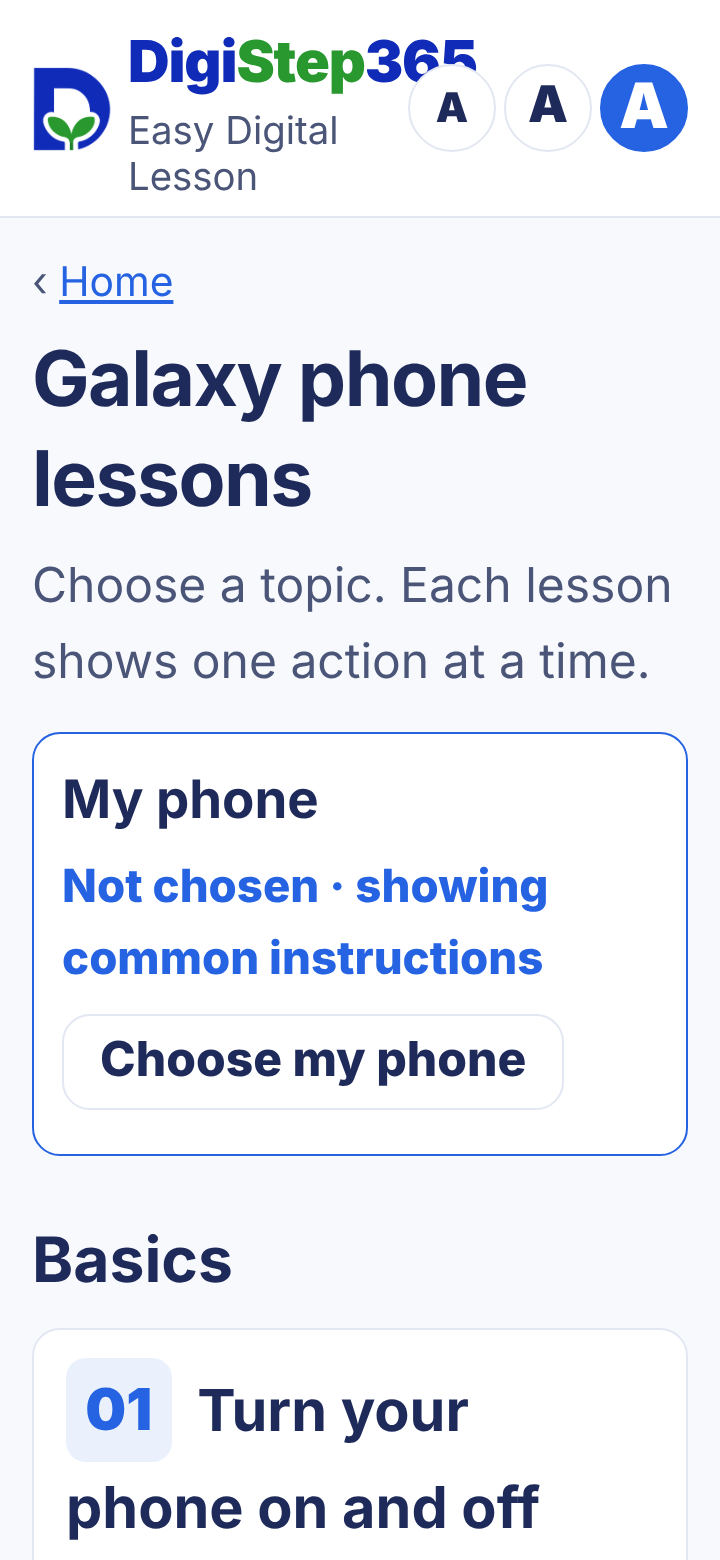 DigiStep365
Easy Digital
Lesson
A A A
‹ Home
Galaxy phone
lessons
Choose a topic. Each lesson
shows one action at a time.
My phone
Not chosen · showing
common instructions
Choose my phone
Basics
01 Turn your
phone on and off